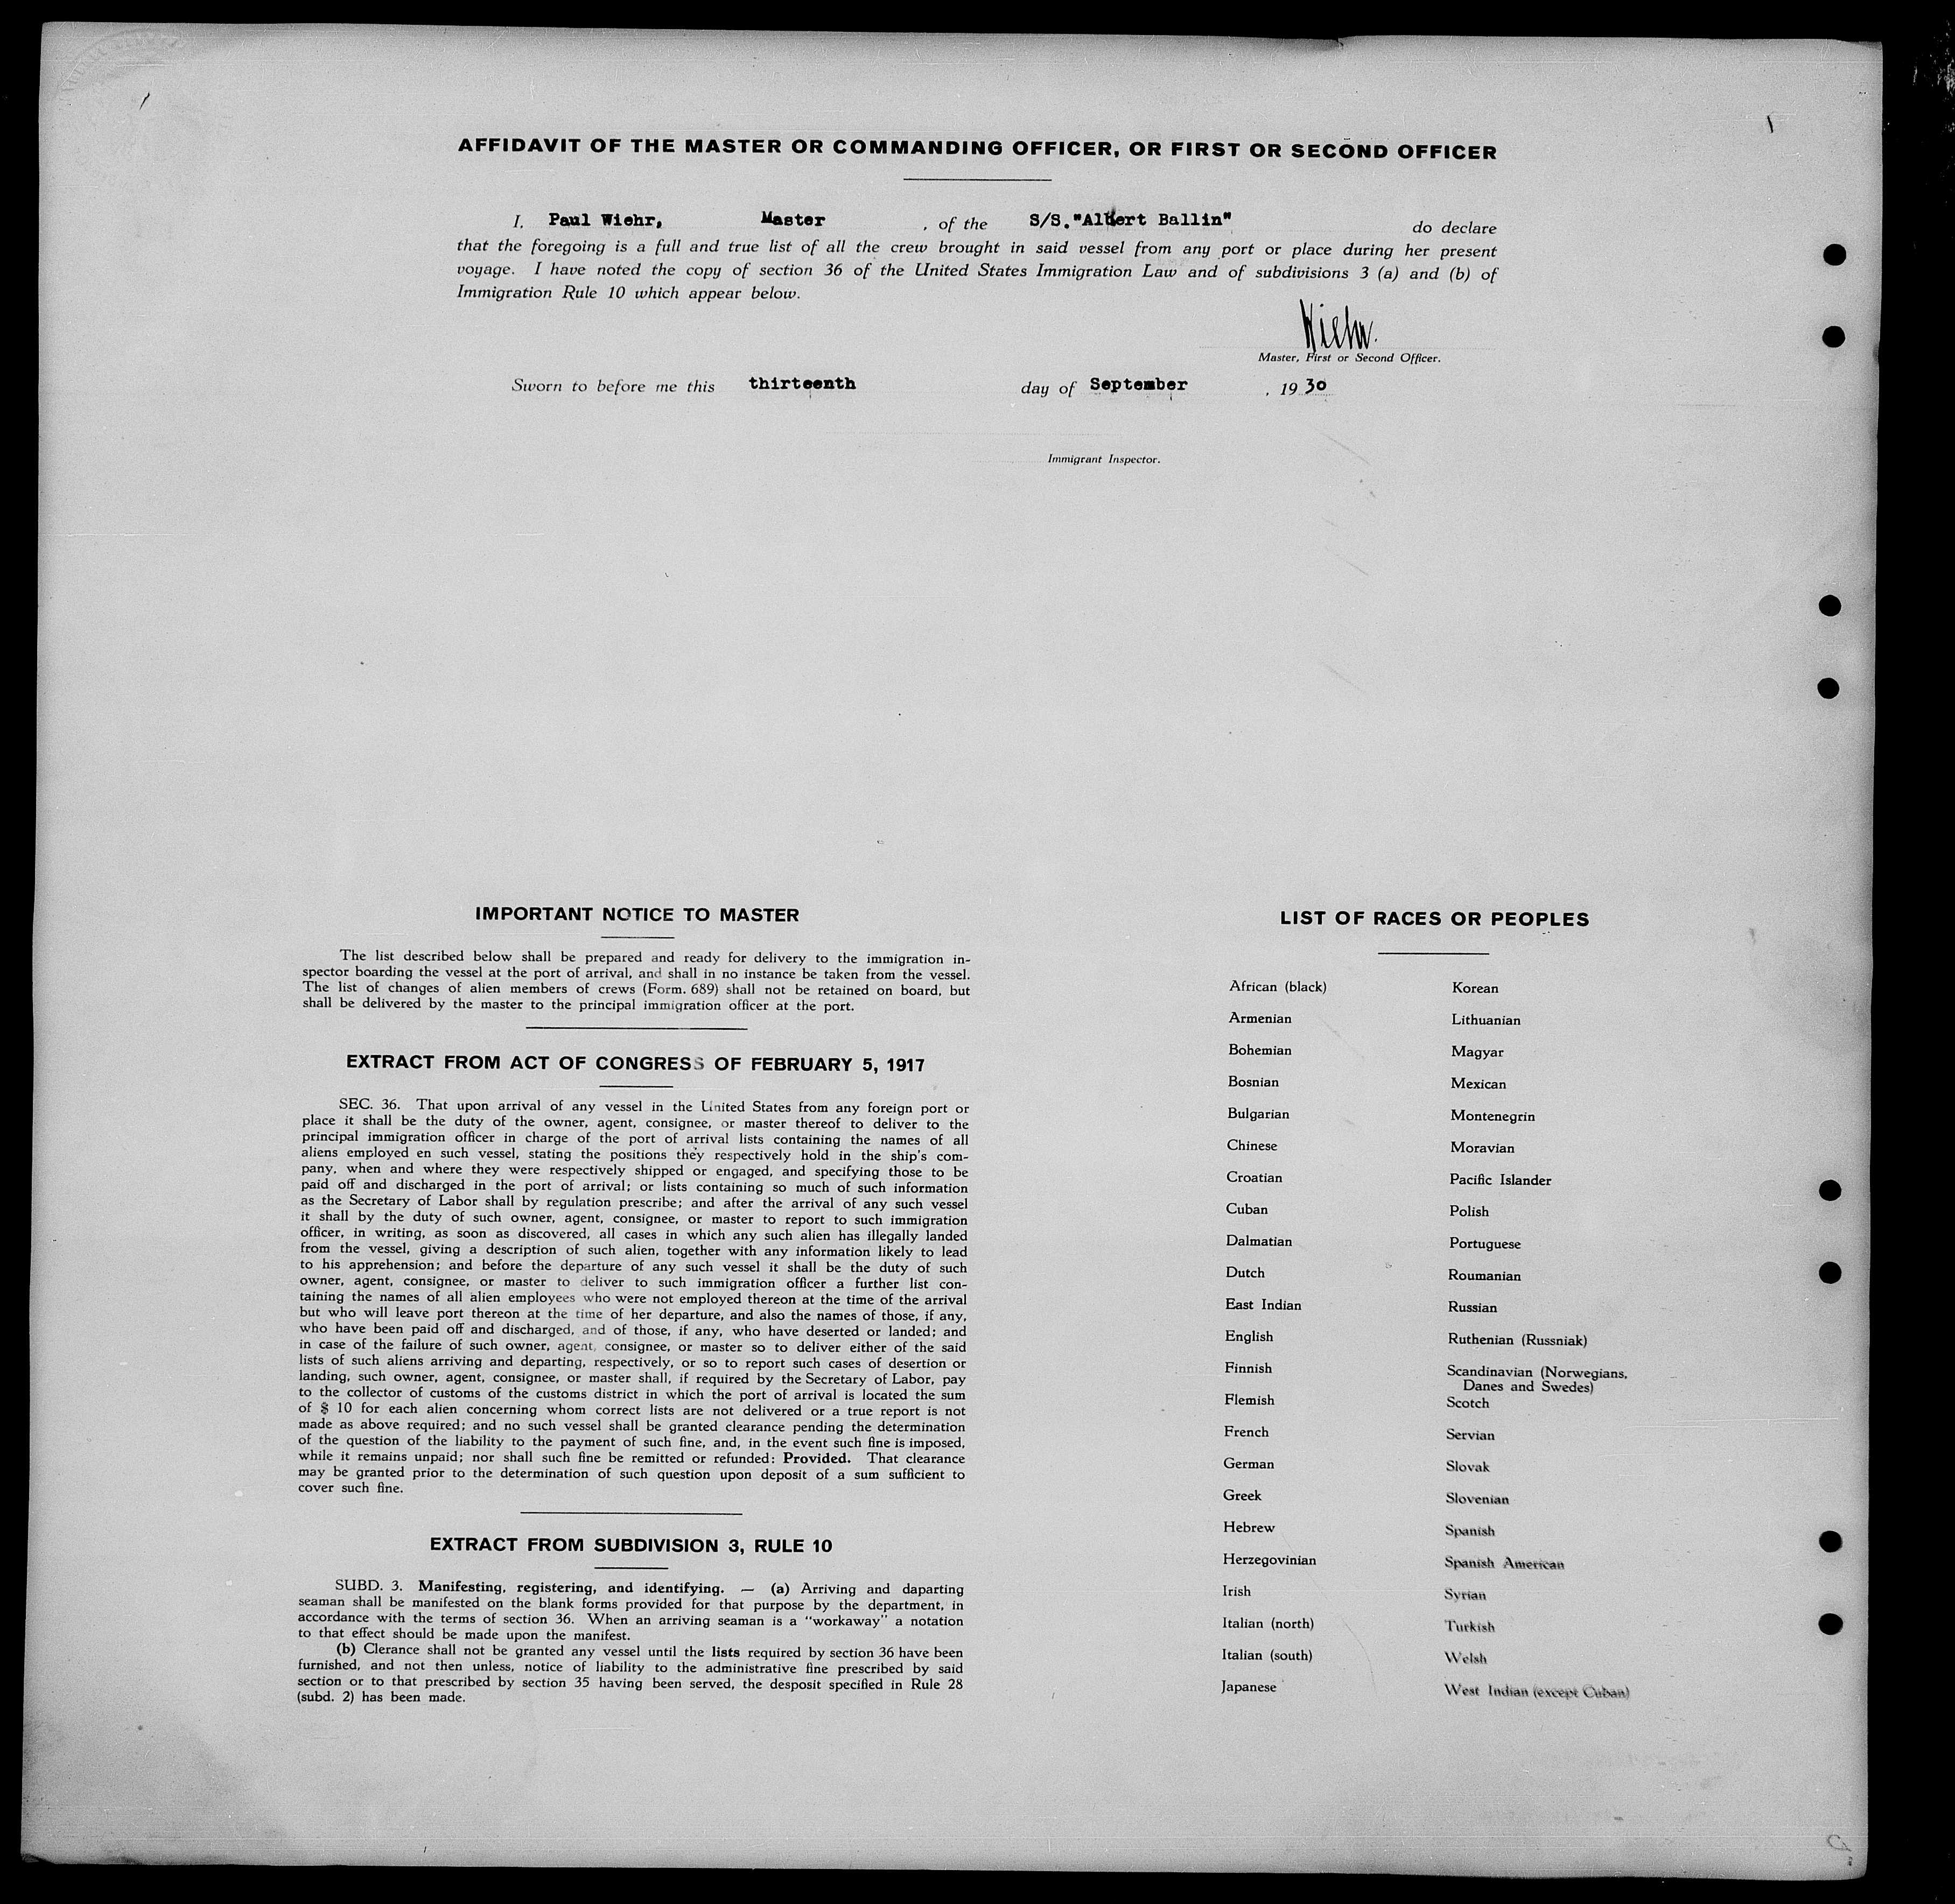 AFFIDAVIT OF THE MASTER OR COMMANDING OFFICER, OR FIRST OR SECOND OFFICER
I, Paul Wiehr, Master , of the S/S. "Albert Ballin" do declare
that the foregoing is a full and true list of all the crew brought in said vessel from any port or place during her present
voyage. I have noted the copy of section 36 of the United States Immigration Law and of subdivisions 3 (a) and (b) of
Immigration Rule 10 which appear below.
Wiehr.
Master, First or Second Officer.
Sworn to before me this thirteenth day of September , 1930
Immigrant Inspector.
IMPORTANT NOTICE TO MASTER
The list described below shall be prepared and ready for delivery to the immigration in-
spector boarding the vessel at the port of arrival, and shall in no instance be taken from the vessel.
The list of changes of alien members of crews (Form. 689) shall not be retained on board, but
shall be delivered by the master to the principal immigration officer at the port.
EXTRACT FROM ACT OF CONGRESS OF FEBRUARY 5, 1917
SEC. 36. That upon arrival of any vessel in the United States from any foreign port or
place it shall be the duty of the owner, agent, consignee, or master thereof to deliver to the
principal immigration officer in charge of the port of arrival lists containing the names of all
aliens employed en such vessel, stating the positions they respectively hold in the ship's com-
pany, when and where they were respectively shipped or engaged, and specifying those to be
paid off and discharged in the port of arrival; or lists containing so much of such information
as the Secretary of Labor shall by regulation prescribe; and after the arrival of any such vessel
it shall by the duty of such owner, agent, consignee, or master to report to such immigration
officer, in writing, as soon as discovered, all cases in which any such alien has illegally landed
from the vessel, giving a description of such alien, together with any information likely to lead
to his apprehension; and before the departure of any such vessel it shall be the duty of such
owner, agent, consignee, or master to deliver to such immigration officer a further list con-
taining the names of all alien employees who were not employed thereon at the time of the arrival
but who will leave port thereon at the time of her departure, and also the names of those, if any,
who have been paid off and discharged, and of those, if any, who have deserted or landed; and
in case of the failure of such owner, agent, consignee, or master so to deliver either of the said
lists of such aliens arriving and departing, respectively, or so to report such cases of desertion or
landing, such owner, agent, consignee, or master shall, if required by the Secretary of Labor, pay
to the collector of customs of the customs district in which the port of arrival is located the sum
of $ 10 for each alien concerning whom correct lists are not delivered or a true report is not
made as above required; and no such vessel shall be granted clearance pending the determination
of the question of the liability to the payment of such fine, and, in the event such fine is imposed,
while it remains unpaid; nor shall such fine be remitted or refunded: Provided. That clearance
may be granted prior to the determination of such question upon deposit of a sum sufficient to
cover such fine.
EXTRACT FROM SUBDIVISION 3, RULE 10
SUBD. 3. Manifesting, registering, and identifying. — (a) Arriving and daparting
seaman shall be manifested on the blank forms provided for that purpose by the department, in
accordance with the terms of section 36. When an arriving seaman is a "workaway" a notation
to that effect should be made upon the manifest.
(b) Clerance shall not be granted any vessel until the lists required by section 36 have been
furnished, and not then unless, notice of liability to the administrative fine prescribed by said
section or to that prescribed by section 35 having been served, the desposit specified in Rule 28
(subd. 2) has been made.
LIST OF RACES OR PEOPLES
African (black)
Armenian
Bohemian
Bosnian
Bulgarian
Chinese
Croatian
Cuban
Dalmatian
Dutch
East Indian
English
Finnish
Flemish
French
German
Greek
Hebrew
Herzegovinian
Irish
Italian (north)
Italian (south)
Japanese
Korean
Lithuanian
Magyar
Mexican
Montenegrin
Moravian
Pacific Islander
Polish
Portuguese
Roumanian
Russian
Ruthenian (Russniak)
Scandinavian (Norwegians,
Danes and Swedes)
Scotch
Servian
Slovak
Slovenian
Spanish
Spanish American
Syrian
Turkish
Welsh
West Indian (except Cuban)